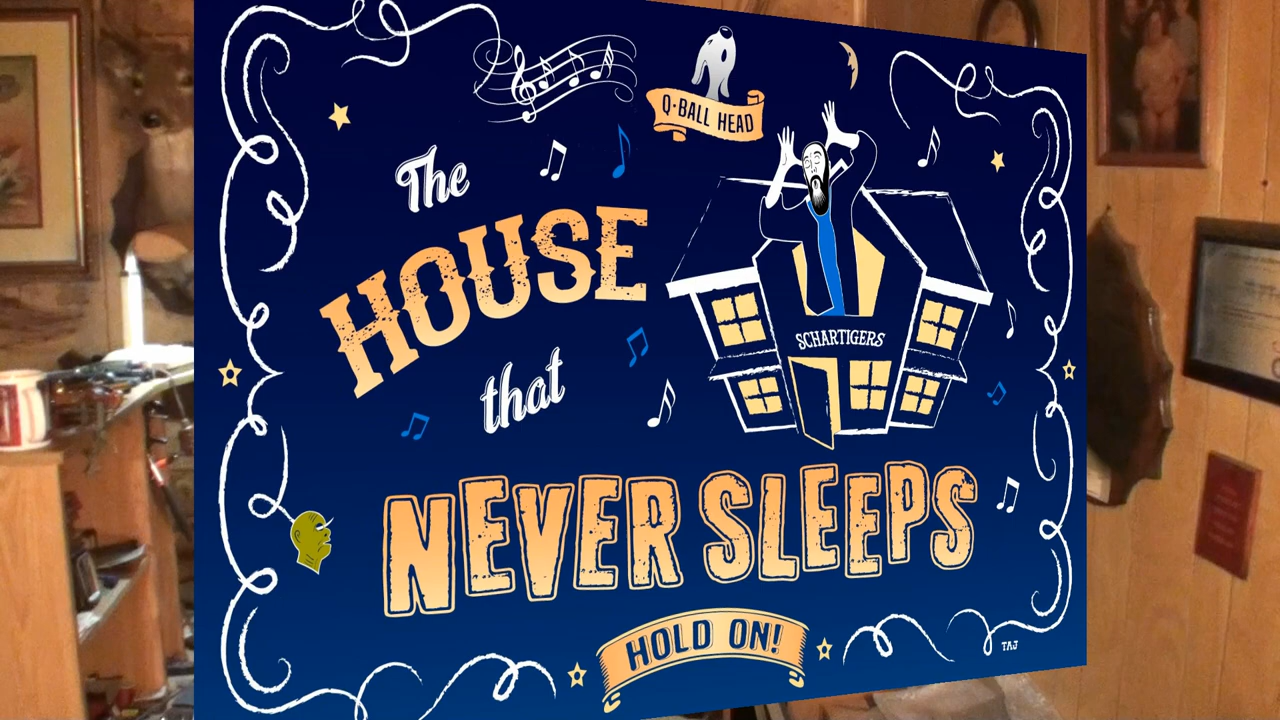 Q-BALL HEAD
The
HOUSE
that
SCHARTIGERS
NEVER SLEEPS
HOLD ON!
TAJ